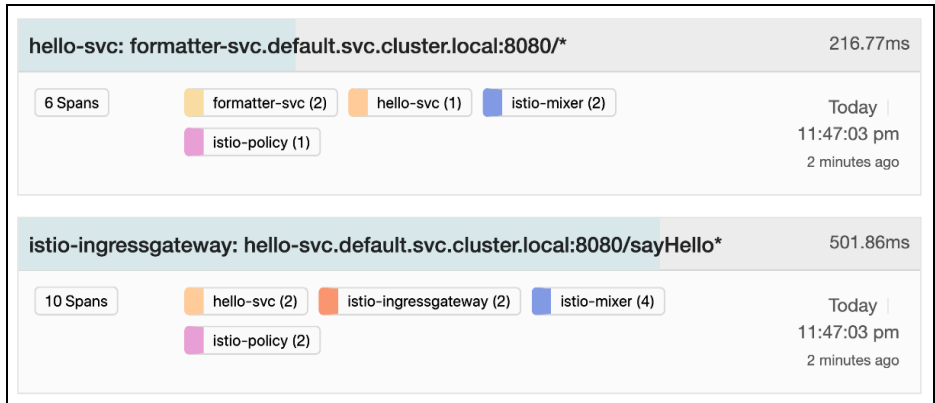 hello-svc: formatter-svc.default.svc.cluster.local:8080/* 216.77ms
6 Spans formatter-svc (2) hello-svc (1) istio-mixer (2) Today
istio-policy (1) 11:47:03 pm
2 minutes ago
istio-ingressgateway: hello-svc.default.svc.cluster.local:8080/sayHello* 501.86ms
10 Spans hello-svc (2) istio-ingressgateway (2) istio-mixer (4) Today
istio-policy (2) 11:47:03 pm
2 minutes ago